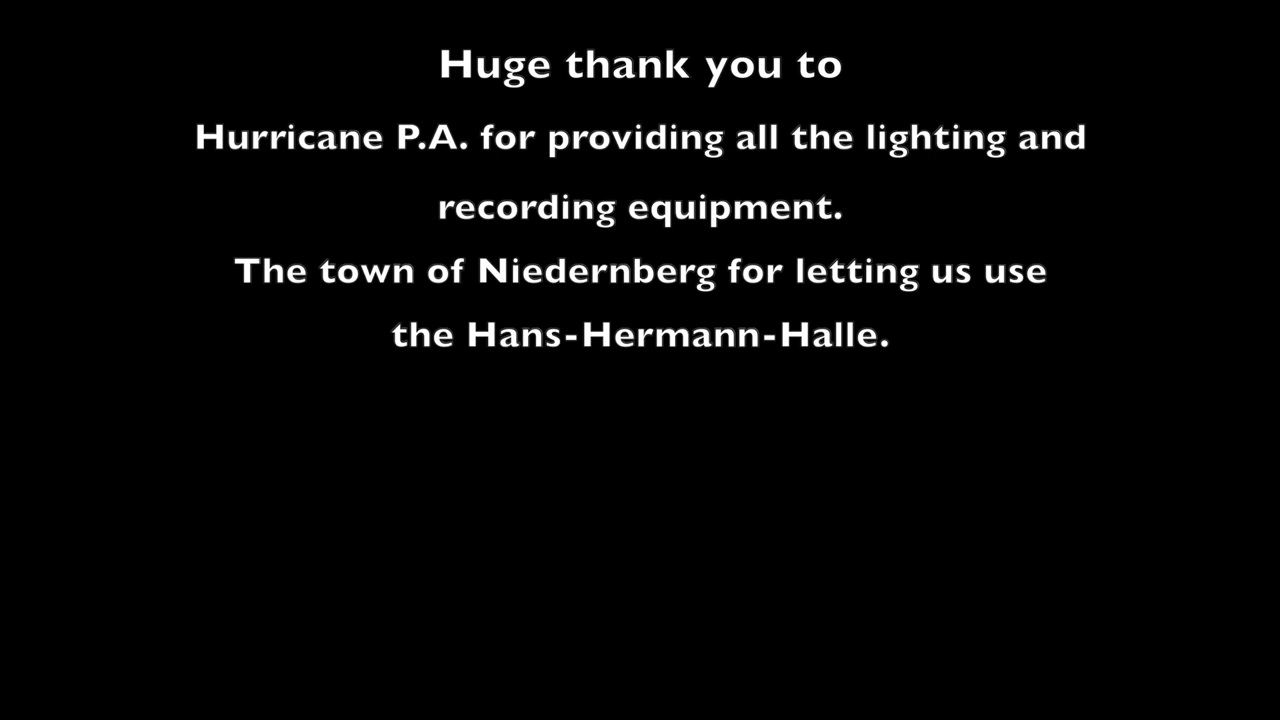 Huge thank you to
Hurricane P.A. for providing all the lighting and
recording equipment.
The town of Niedernberg for letting us use
the Hans-Hermann-Halle.